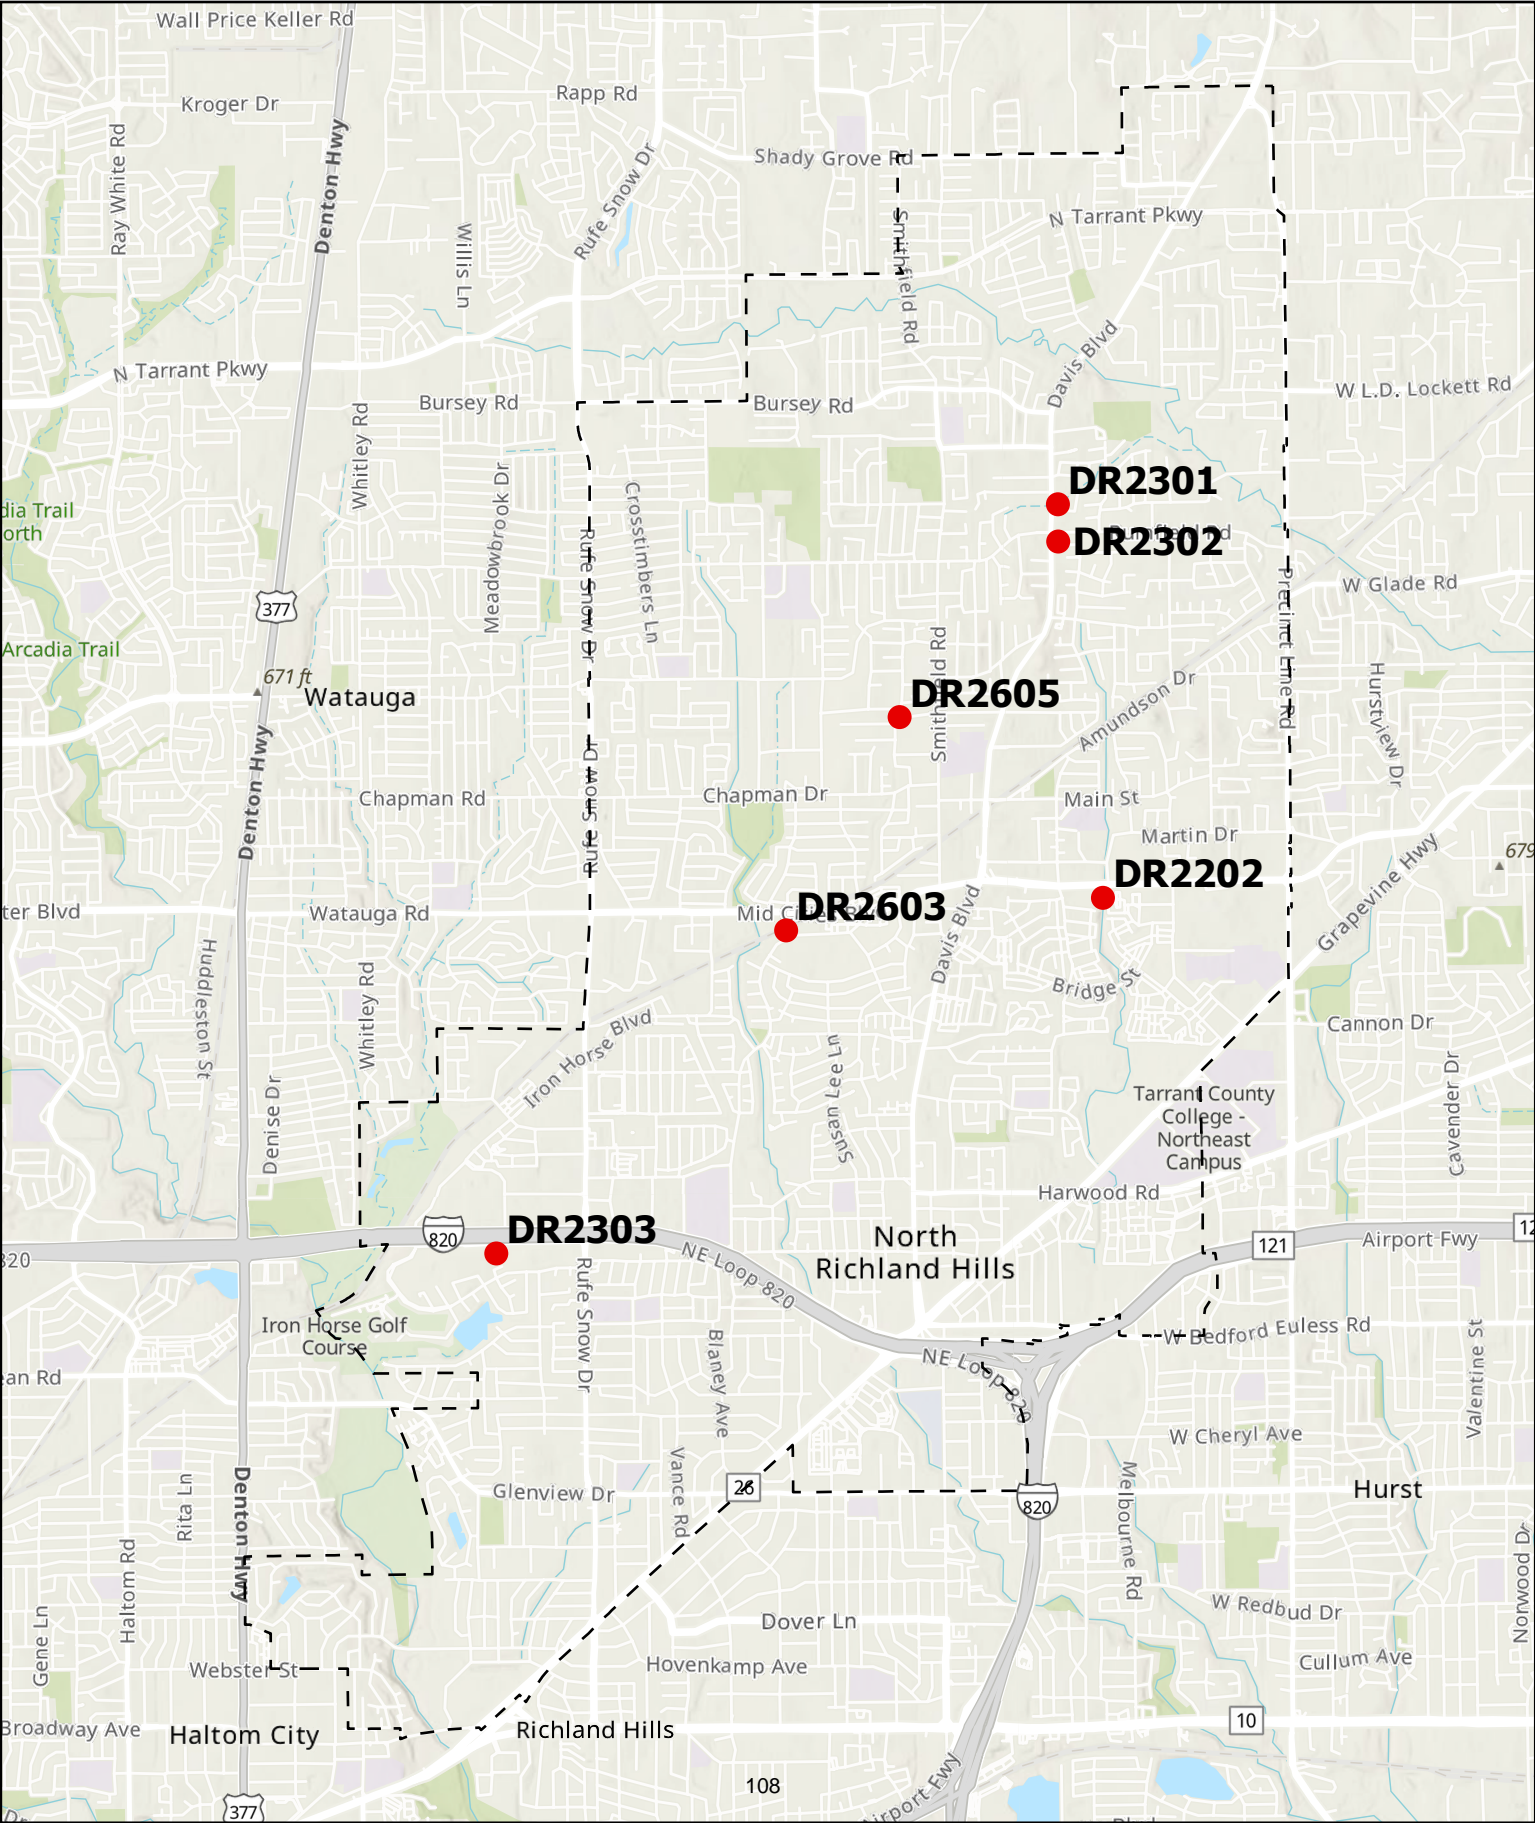 Wall Price Keller Rd
Kroger Dr
Rapp Rd
Ray White Rd
Denton Hwy
Rufe Snow Dr
Shady Grove Rd
Smithfield Rd
N Tarrant Pkwy
Willis Ln
N Tarrant Pkwy
Davis Blvd
W L.D. Lockett Rd
Bursey Rd
Bursey Rd
Whitley Rd
Meadowbrook Dr
Crosstimbers Ln
DR2301
dia Trail
orth
DR2302
Rufe Snow Dr
Precinct Line Rd
W Glade Rd
377
Arcadia Trail
671 ft
Watauga
Smithfield Rd
DR2605
Amundson Dr
Hurstview Dr
Denton Hwy
Rufe Snow Dr
Chapman Rd
Chapman Dr
Main St
Martin Dr
Grapevine Hwy
679
DR2202
ter Blvd
Watauga Rd
Mid Cities Blvd
DR2603
Davis Blvd
Huddleston St
Whitley Rd
Bridge St
Iron Horse Blvd
Susan Lee Ln
Cannon Dr
Cavender Dr
Denise Dr
Tarrant County
College -
Northeast
Campus
Harwood Rd
820
820
DR2303
NE Loop 820
North
Richland Hills
121
Airport Fwy
12
Rufe Snow Dr
Iron Horse Golf
Course
Blaney Ave
NE Loop 820
W Bedford Euless Rd
Valentine St
ean Rd
W Cheryl Ave
Rita Ln
Denton Hwy
Glenview Dr
Vance Rd
26
820
Melbourne Rd
Hurst
Norwood Dr
Haltom Rd
Gene Ln
Dover Ln
W Redbud Dr
Webster St
Hovenkamp Ave
Cullum Ave
Broadway Ave
Haltom City
Richland Hills
10
108
Airport Fwy
377
Dr